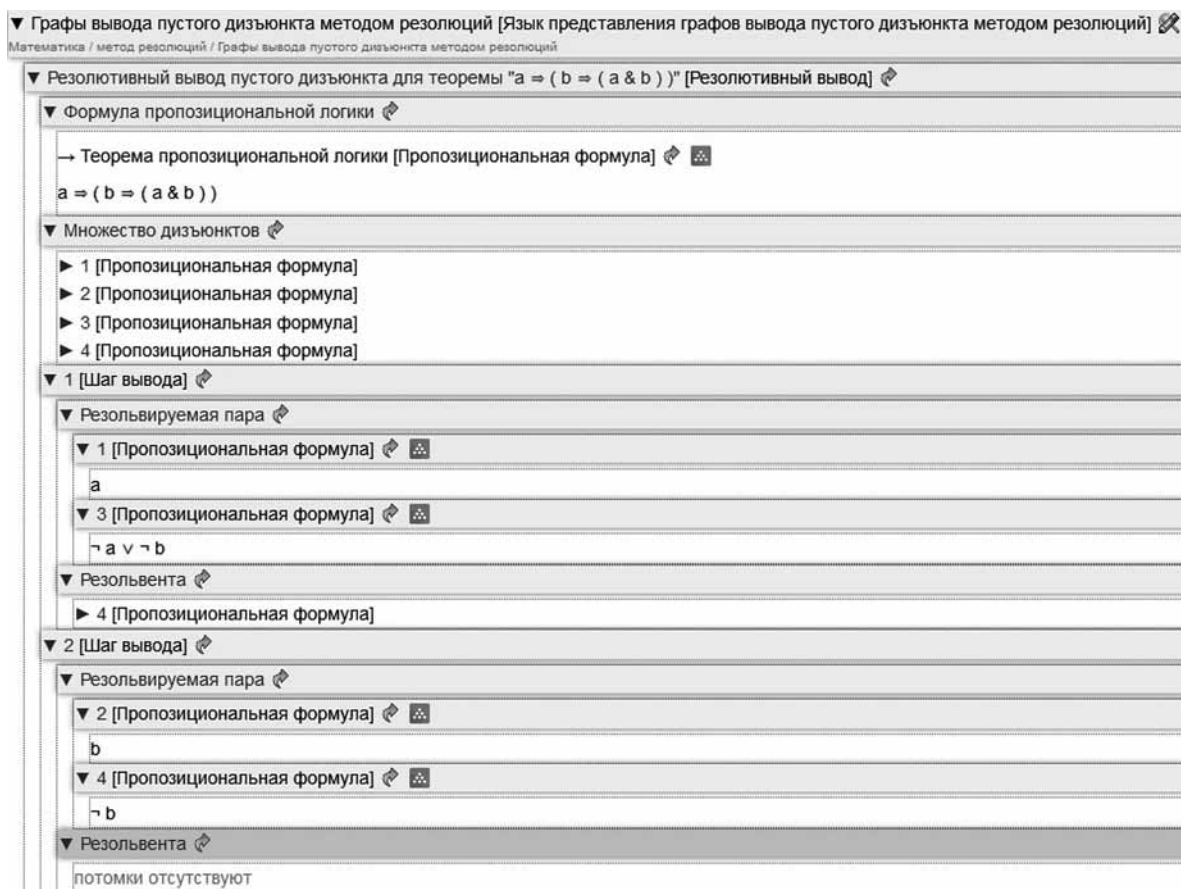 ▼ Графы вывода пустого дизъюнкта методом резолюций [Язык представления графов вывода пустого дизъюнкта методом резолюций]
Математика / метод резолюций / Графы вывода пустого дизъюнкта методом резолюций
▼ Резолютивный вывод пустого дизъюнкта для теоремы "a ⇒ ( b ⇒ ( a & b ) )" [Резолютивный вывод]
▼ Формула пропозициональной логики
→ Теорема пропозициональной логики [Пропозициональная формула]
a ⇒ ( b ⇒ ( a & b ) )
▼ Множество дизъюнктов
► 1 [Пропозициональная формула]
► 2 [Пропозициональная формула]
► 3 [Пропозициональная формула]
► 4 [Пропозициональная формула]
▼ 1 [Шаг вывода]
▼ Резольвируемая пара
▼ 1 [Пропозициональная формула]
a
▼ 3 [Пропозициональная формула]
¬ a ∨ ¬ b
▼ Резольвента
► 4 [Пропозициональная формула]
▼ 2 [Шаг вывода]
▼ Резольвируемая пара
▼ 2 [Пропозициональная формула]
b
▼ 4 [Пропозициональная формула]
¬ b
▼ Резольвента
потомки отсутствуют